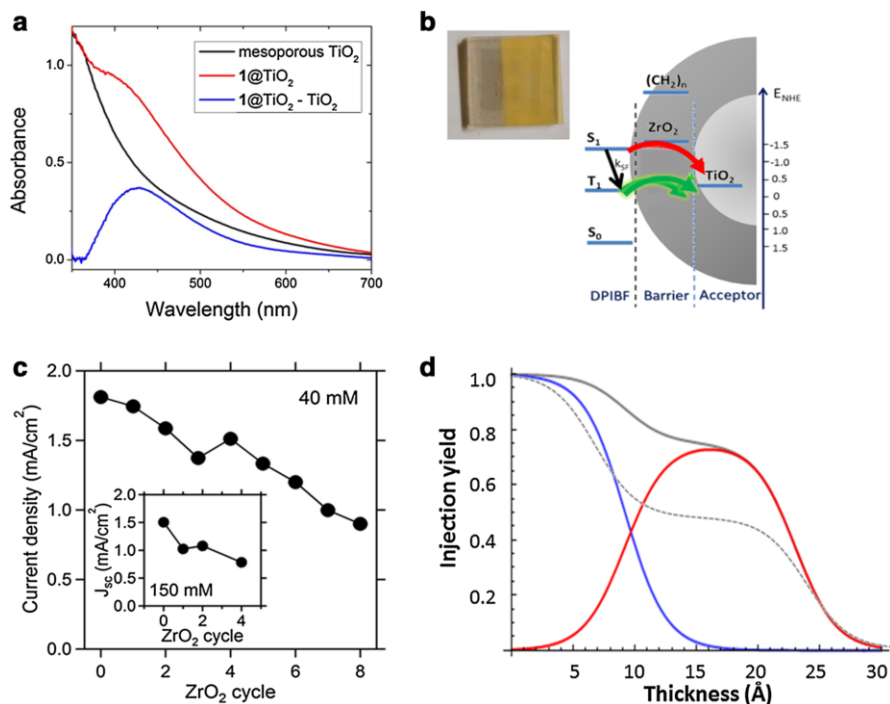 a
mesoporous TiO₂
1@TiO₂
1@TiO₂ - TiO₂
1.0
0.5
0.0
Absorbance
400
500
600
700
Wavelength (nm)
b
(CH₂)ₙ
E_NHE
ZrO₂
S₁
k_SF
TiO₂
T₁
S₀
-1.5
-1.0
-0.5
0
0.5
1.0
1.5
DPIBF
Barrier
Acceptor
c
40 mM
2.0
1.5
1.0
0.5
0.0
Current density (mA/cm²)
0
2
4
6
8
ZrO₂ cycle
2.0
1.5
1.0
0.5
0.0
J_SC (mA/cm²)
150 mM
0
2
4
ZrO₂ cycle
d
1.0
0.8
0.6
0.4
0.2
Injection yield
5
10
15
20
25
30
Thickness (Å)